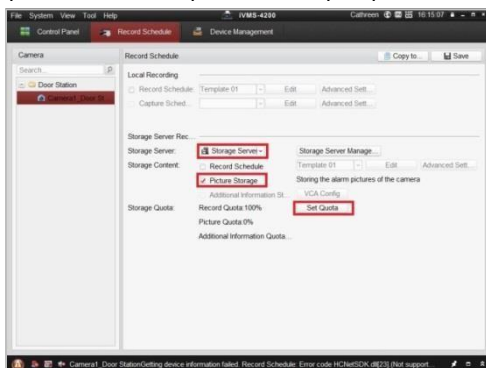 File System View Tool Help iVMS-4200 Cathreen 16:15:07
Control Panel Record Schedule Device Management
Camera Record Schedule Copy to... Save
Search...
Door Station
Camera1_Door St...
Local Recording
Record Schedule: Template 01 Edit Advanced Sett...
Capture Sched... Edit Advanced Sett...
Storage Server Rec...
Storage Server: Storage Server Storage Server Manage...
Storage Content: Record Schedule Template 01 Edit Advanced Sett...
Picture Storage Storing the alarm pictures of the camera
Additional Information St... VCA Config
Storage Quota: Record Quota:100% Set Quota
Picture Quota:0%
Additional Information Quota...
Camera1_Door StationGetting device information failed. Record Schedule: Error code HCNetSDK.dll[23] (Not support...